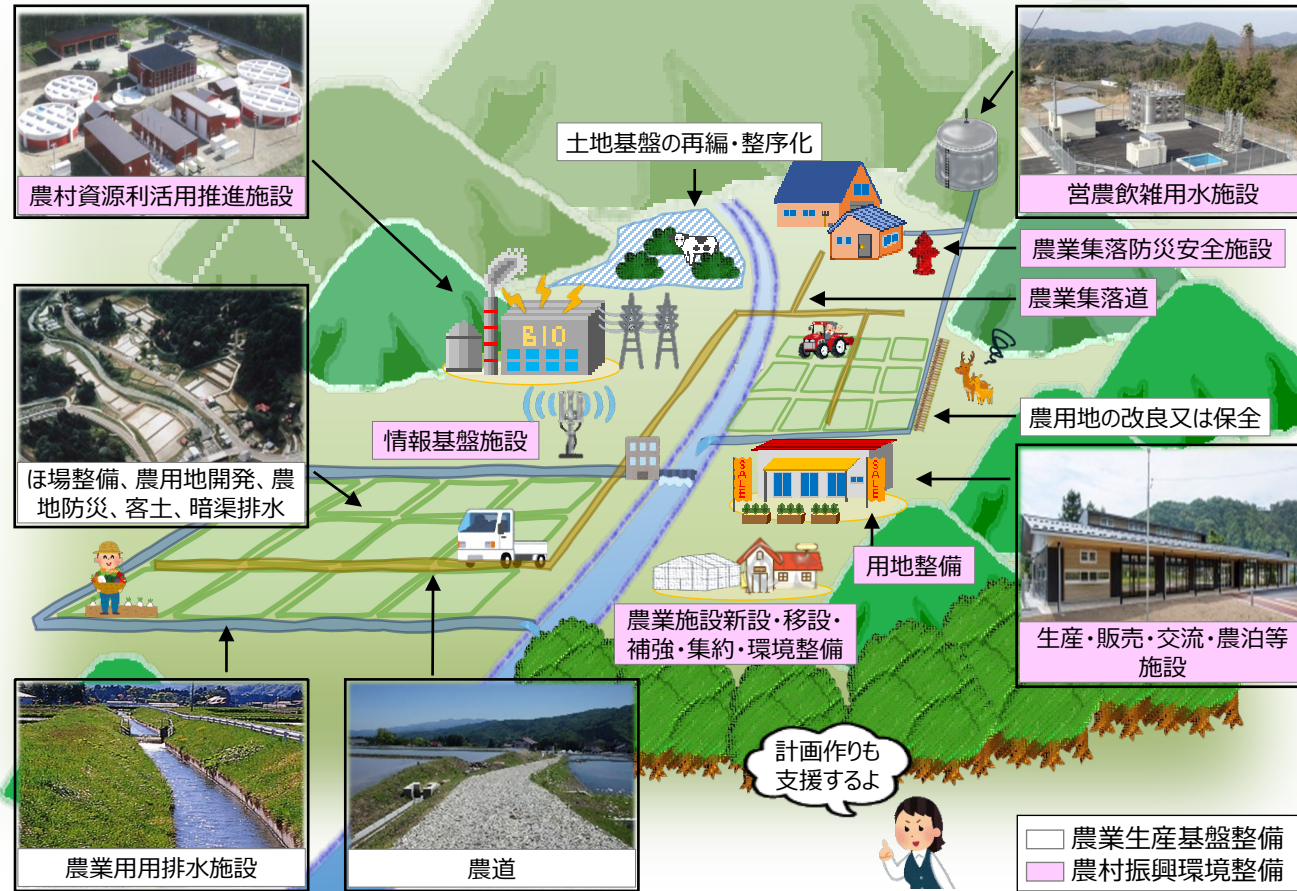 農村資源利活用推進施設
土地基盤の再編・整序化
営農飲雑用水施設
農業集落防災安全施設
農業集落道
BIO
情報基盤施設
農用地の改良又は保全
ほ場整備、農用地開発、農
地防災、客土、暗渠排水
SALE
SALE
用地整備
農業施設新設・移設・
補強・集約・環境整備
生産・販売・交流・農泊等
施設
農業用用排水施設
農道
計画作りも
支援するよ
農業生産基盤整備
農村振興環境整備